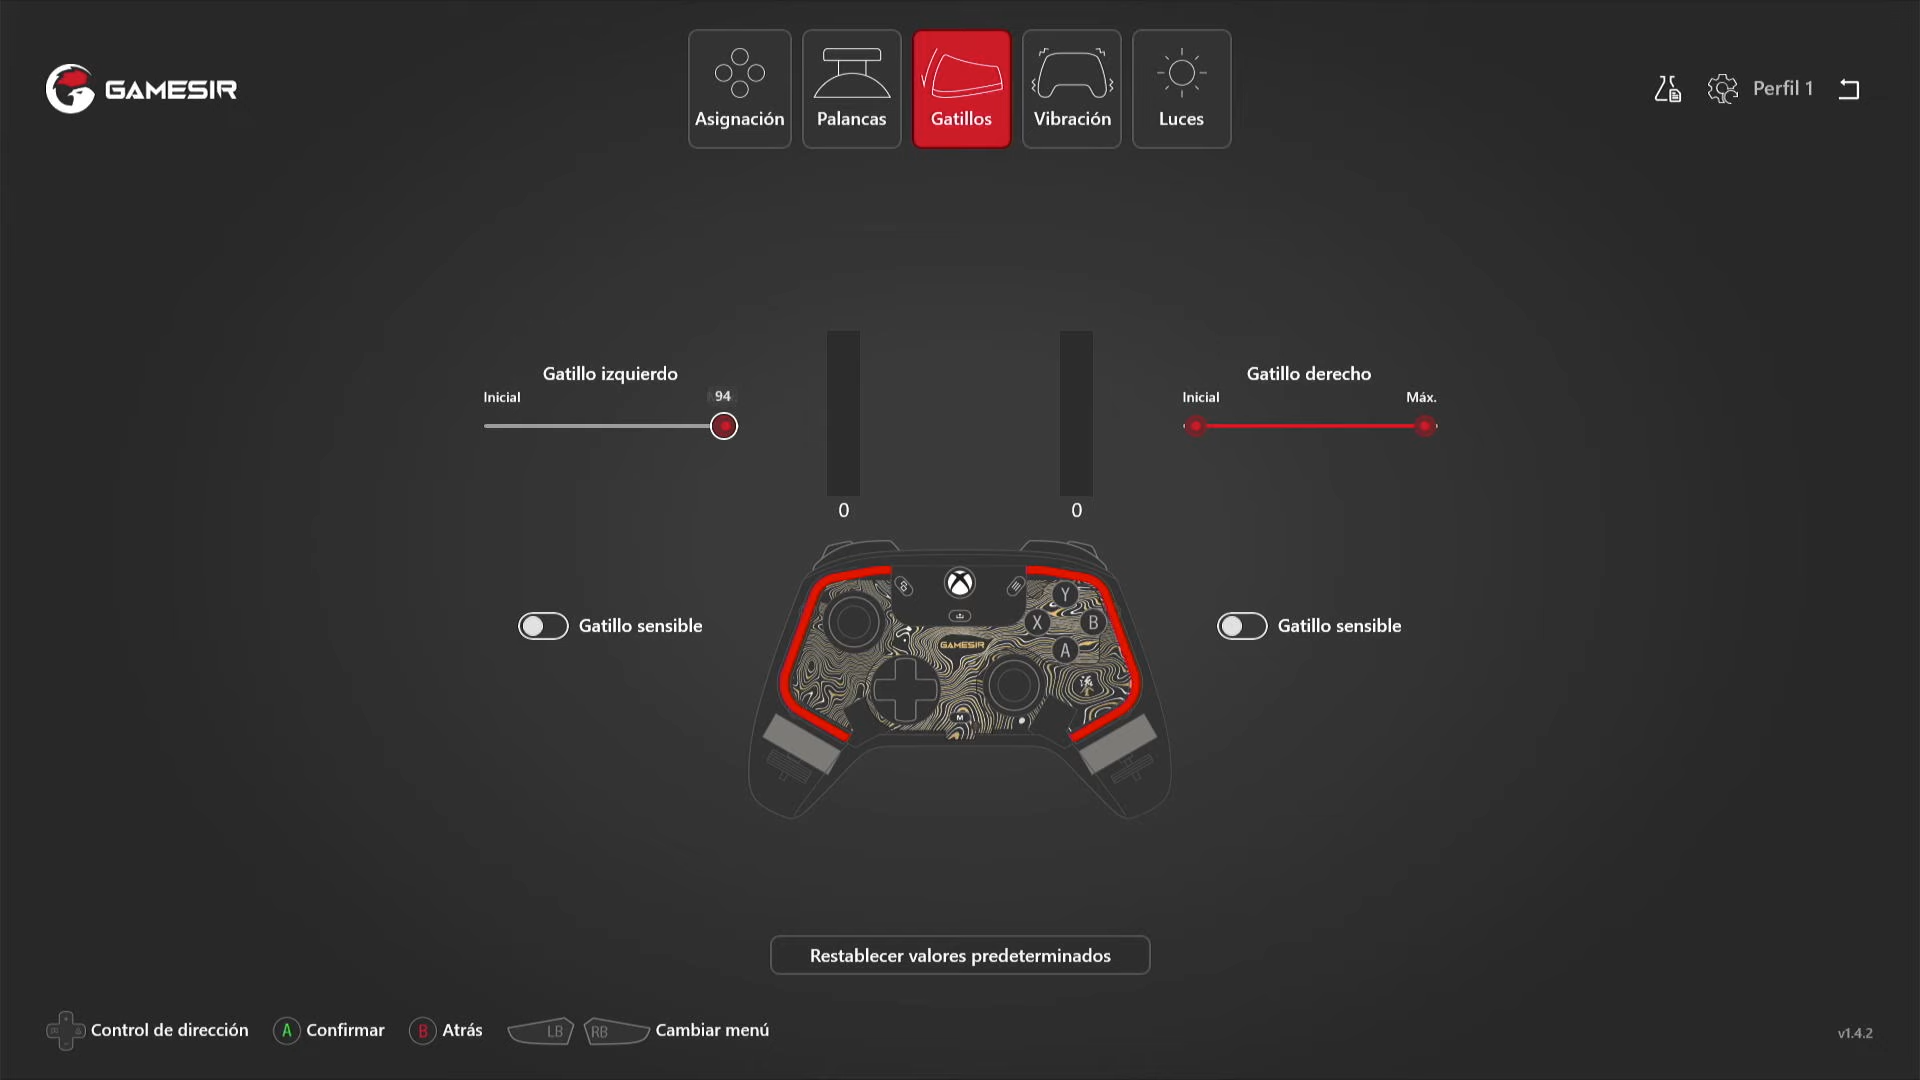 GAMESIR
Asignación
Palancas
Gatillos
Vibración
Luces
Perfil 1
Gatillo izquierdo
Inicial
94
Gatillo derecho
Inicial
Máx.
0
0
Gatillo sensible
Gatillo sensible
Y
X
B
A
GAMESIR
M
Restablecer valores predeterminados
Control de dirección
A
Confirmar
B
Atrás
LB
RB
Cambiar menú
v1.4.2